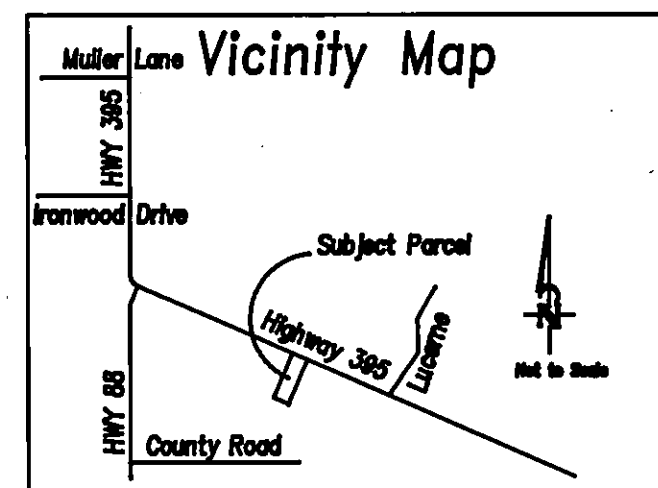 Vicinity Map
Muller Lane
HWY 395
Ironwood Drive
Subject Parcel
Highway 395
Lucerne
Not to Scale
HWY 88
County Road